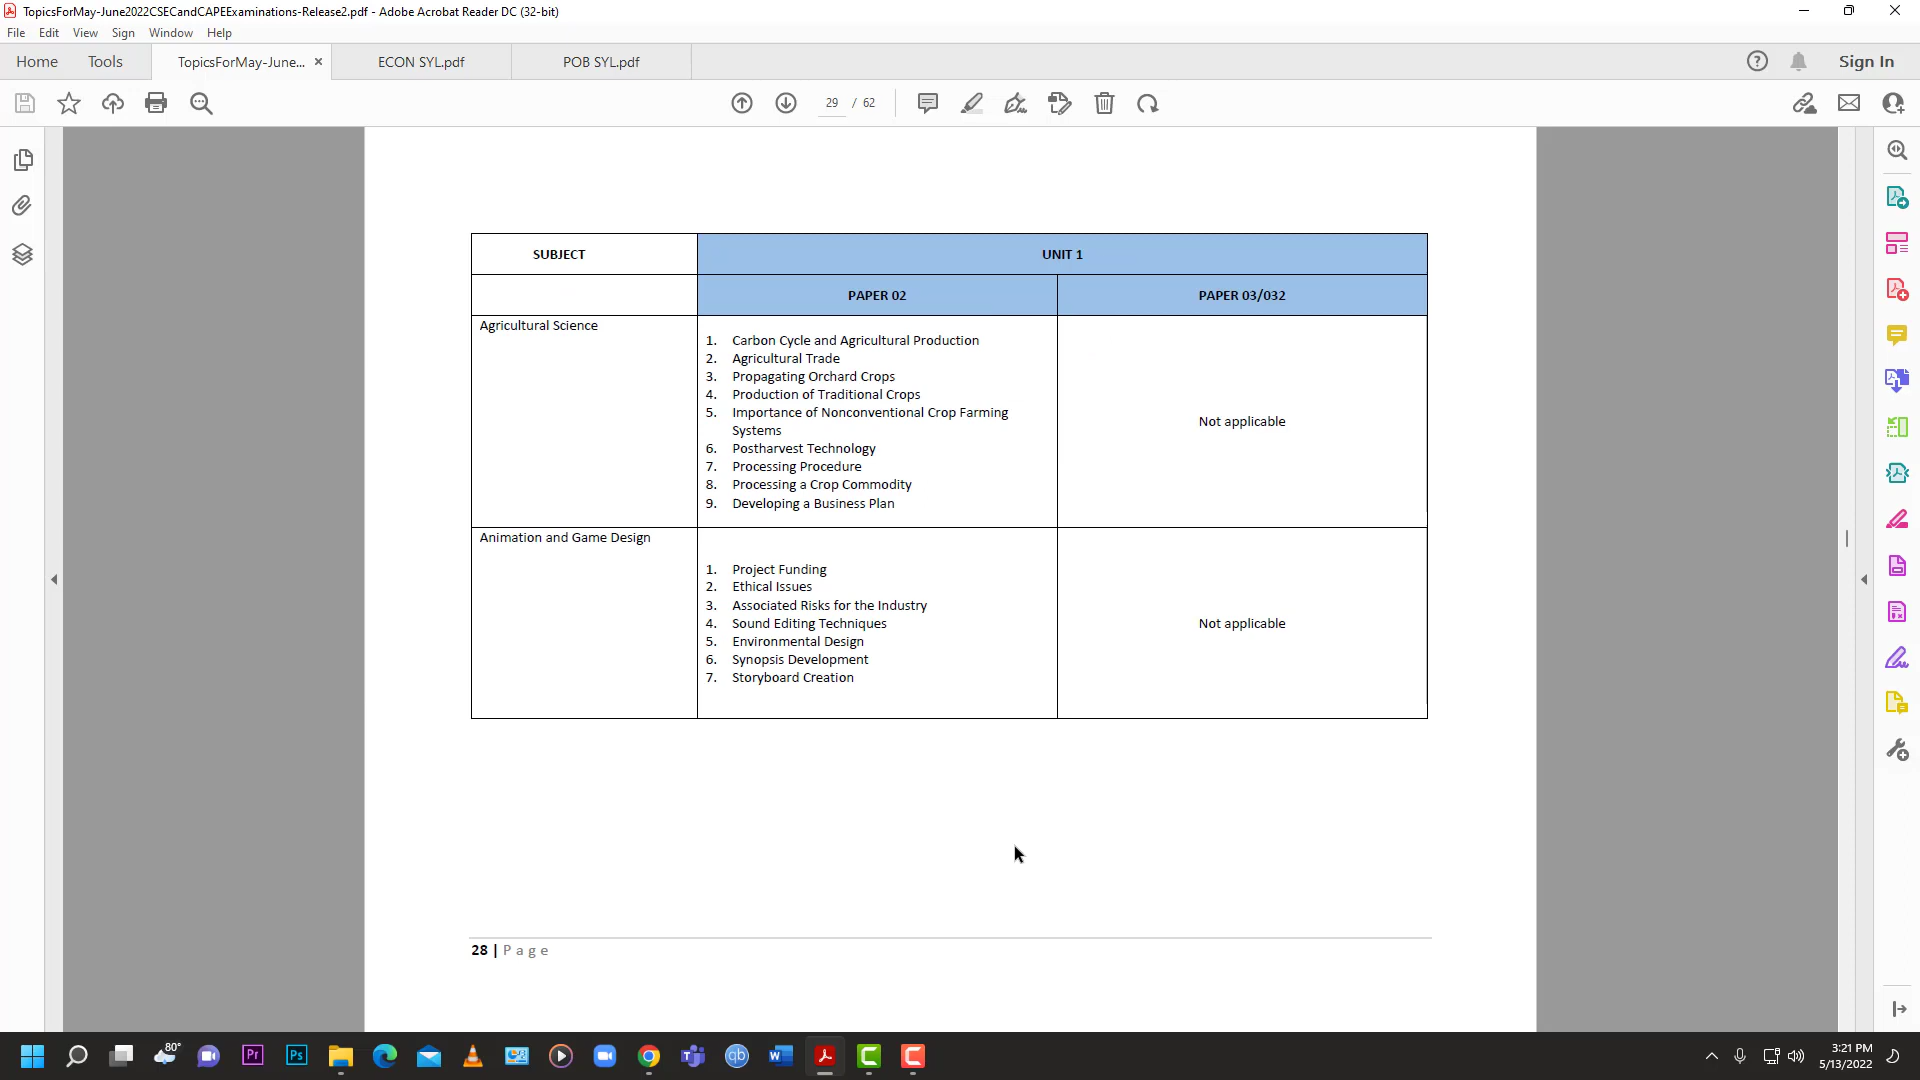 TopicsForMay-June2022CSECandCAPEExaminations-Release2.pdf - Adobe Acrobat Reader DC (32-bit)
File Edit View Sign Window Help
Home Tools TopicsForMay-June... × ECON SYL.pdf POB SYL.pdf Sign In
29 / 62
SUBJECT UNIT 1
PAPER 02 PAPER 03/032
Agricultural Science
1. Carbon Cycle and Agricultural Production
2. Agricultural Trade
3. Propagating Orchard Crops
4. Production of Traditional Crops
5. Importance of Nonconventional Crop Farming
Systems
6. Postharvest Technology
7. Processing Procedure
8. Processing a Crop Commodity
9. Developing a Business Plan
Not applicable
Animation and Game Design
1. Project Funding
2. Ethical Issues
3. Associated Risks for the Industry
4. Sound Editing Techniques
5. Environmental Design
6. Synopsis Development
7. Storyboard Creation
Not applicable
28 | Page
80°
Pr
Ps
qb
W
3:21 PM
5/13/2022